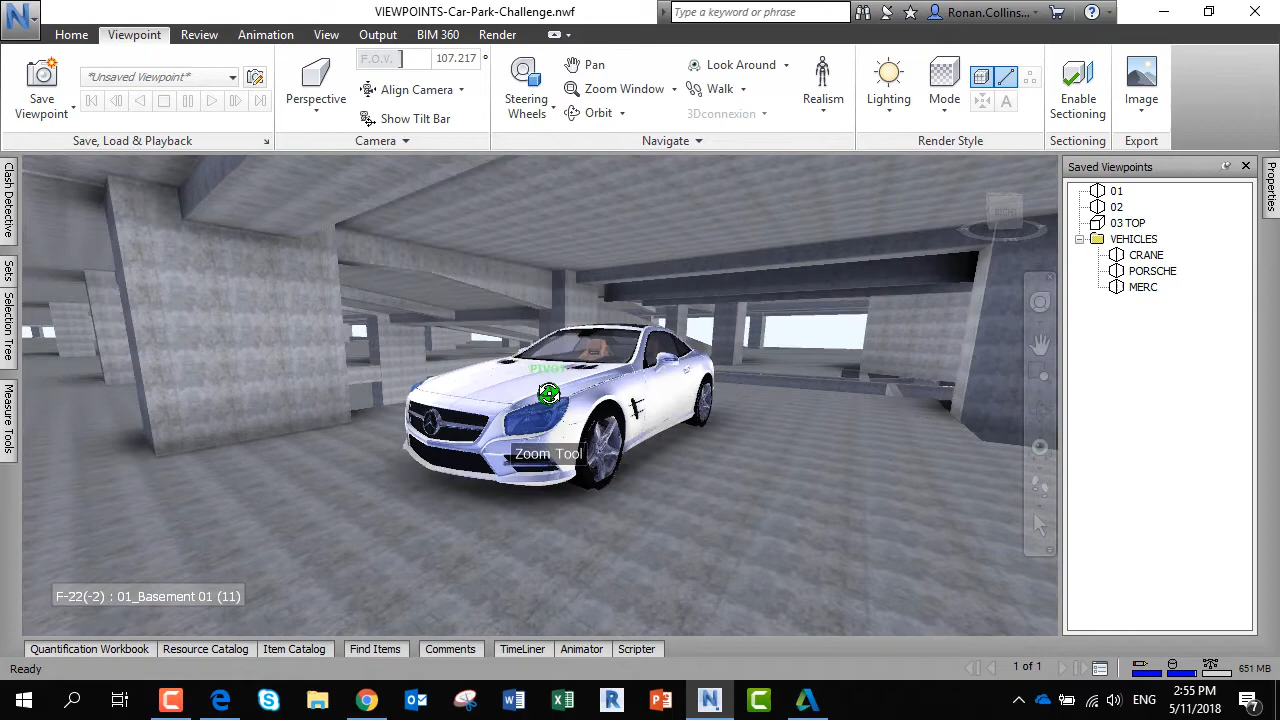 VIEWPOINTS-Car-Park-Challenge.nwf
Type a keyword or phrase
Ronan.Collins...
Home
Viewpoint
Review
Animation
View
Output
BIM 360
Render
Save
Viewpoint
*Unsaved Viewpoint*
Save, Load & Playback
Perspective
F.O.V.
107.217 °
Align Camera
Show Tilt Bar
Camera
Steering
Wheels
Pan
Zoom Window
Orbit
Look Around
Walk
3Dconnexion
Navigate
Realism
Lighting
Mode
Render Style
Enable
Sectioning
Sectioning
Image
Export
Clash Detective
Sets
Selection Tree
Measure Tools
RIGHT
PIVOT
Zoom Tool
F-22(-2) : 01_Basement 01 (11)
Saved Viewpoints
01
02
03 TOP
VEHICLES
CRANE
PORSCHE
MERC
Properties
Quantification Workbook
Resource Catalog
Item Catalog
Find Items
Comments
TimeLiner
Animator
Scripter
Ready
1 of 1
651 MB
ENG
2:55 PM
5/11/2018
7